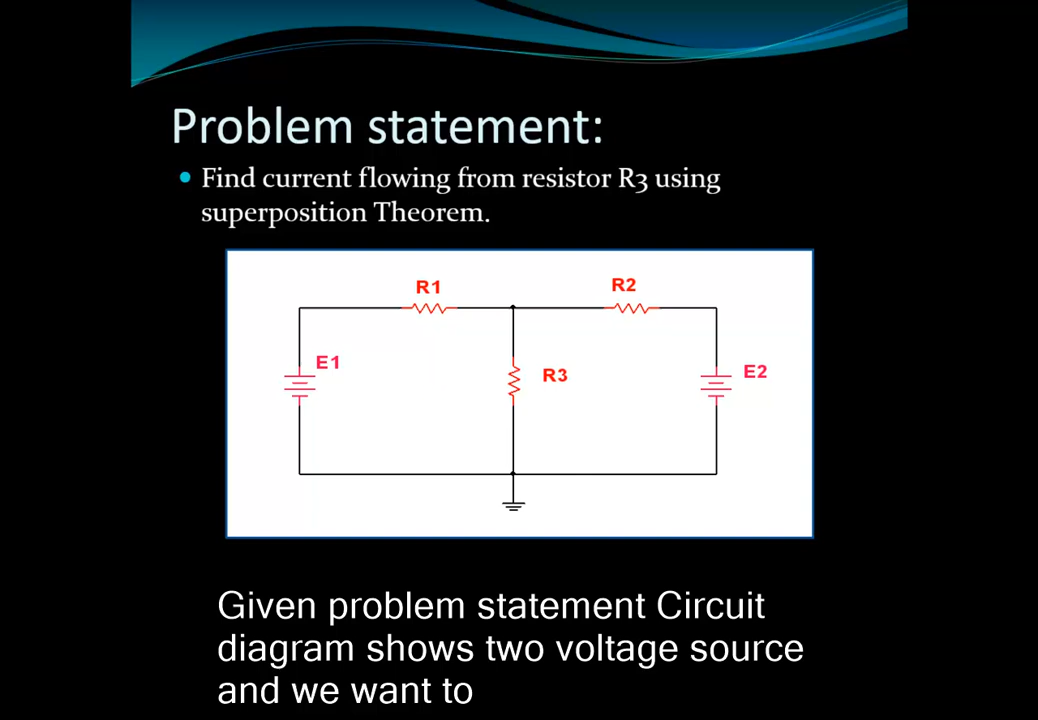 Problem statement:
Find current flowing from resistor R3 using
superposition Theorem.
R1
R2
E1
R3
E2
Given problem statement Circuit
diagram shows two voltage source
and we want to